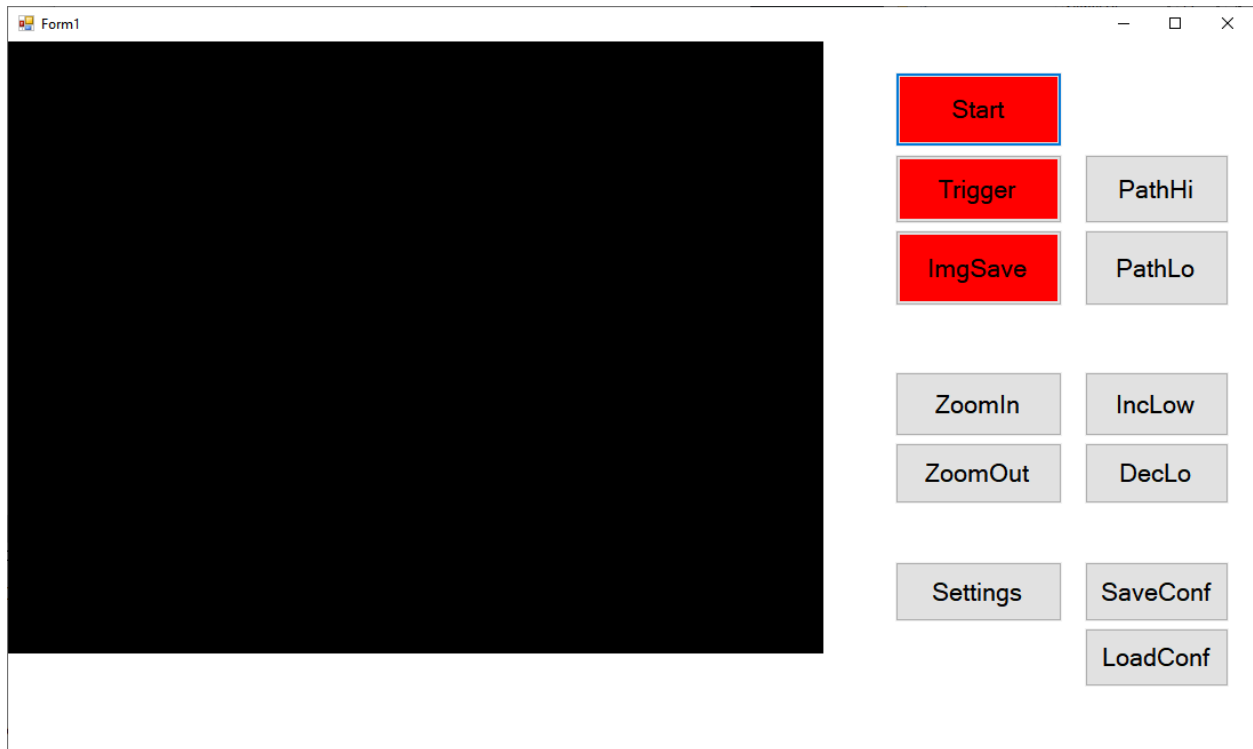 Form1
Start
Trigger
PathHi
ImgSave
PathLo
ZoomIn
IncLow
ZoomOut
DecLo
Settings
SaveConf
LoadConf